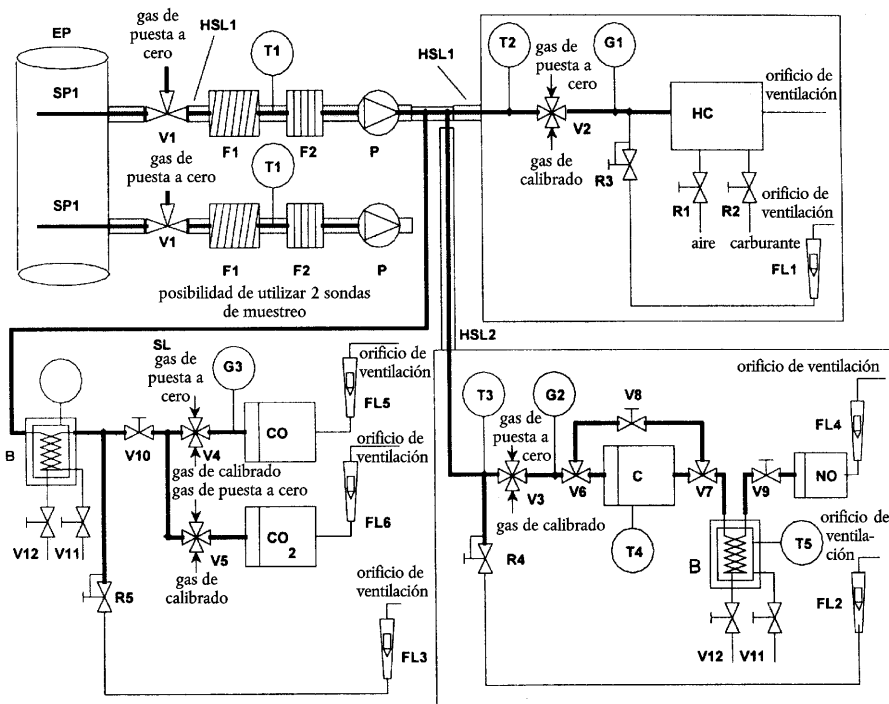 EP
gas de
puesta a
cero
HSL1
T1
SP1
V1
F1
F2
P
gas de
puesta a cero
T1
SP1
V1
F1
F2
P
posibilidad de utilizar 2 sondas
de muestreo
HSL1
T2
gas de
puesta a
cero
G1
orificio de
ventilación
HC
V2
gas de
calibrado
R3
R1
R2
aire
carburante
orificio de
ventilación
FL1
HSL2
SL
gas de
puesta a
cero
G3
orificio de
ventilación
FL5
CO
B
V10
V4
gas de calibrado
gas de puesta a cero
orificio de
ventilación
FL6
CO
2
V12
V11
V5
gas de
calibrado
R5
orificio de
ventilación
FL3
T3
gas de
puesta a
cero
G2
V8
orificio de ventilación
FL4
V3
V6
C
V7
V9
NO
gas de calibrado
T4
R4
B
T5
orificio de
ventila-
ción
FL2
V12
V11